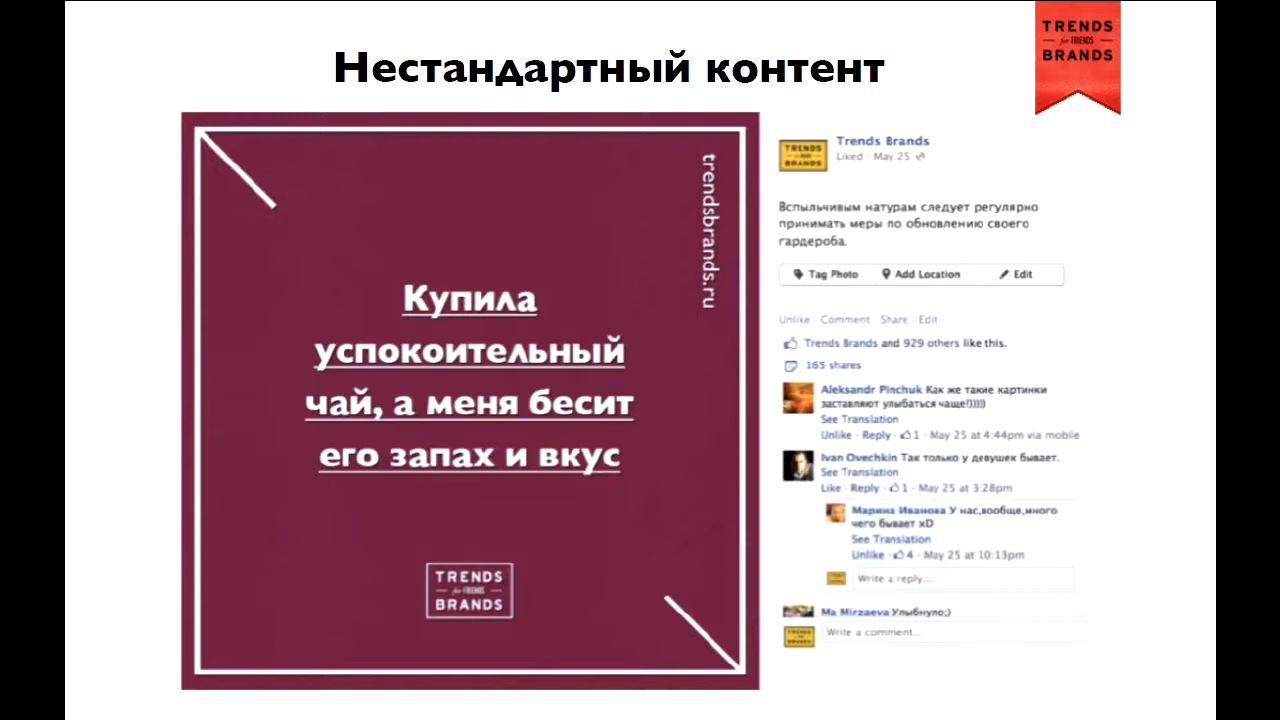 Нестандартный контент
TRENDS
for FRIENDS
BRANDS
trendsbrands.ru
Купила
успокоительный
чай, а меня бесит
его запах и вкус
TRENDS
for FRIENDS
BRANDS
TRENDS
BRANDS
Trends Brands
Liked · May 25
Вспыльчивым натурам следует регулярно
принимать меры по обновлению своего
гардероба.
Tag Photo Add Location Edit
Unlike · Comment · Share · Edit
Trends Brands and 929 others like this.
165 shares
Aleksandr Pinchuk Как же такие картинки
заставляют улыбаться чаще!)))))
See Translation
Unlike · Reply · 1 · May 25 at 4:44pm via mobile
Ivan Ovechkin Так только у девушек бывает.
See Translation
Like · Reply · 1 · May 25 at 3:28pm
Марина Иванова У нас,вообще,много
чего бывает xD
See Translation
Unlike · 4 · May 25 at 10:13pm
Write a reply...
Ma Mirzaeva Улыбнуло;)
TRENDS
BRANDS
Write a comment...